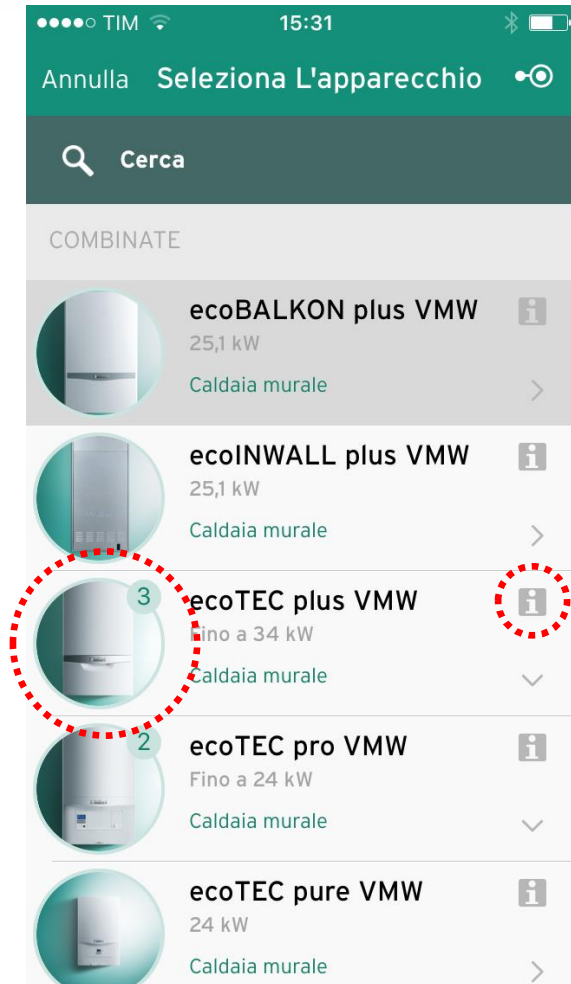 TIM 15:31
Annulla Seleziona L'apparecchio
Cerca
COMBINATE
ecoBALKON plus VMW
25,1 kW
Caldaia murale
ecoINWALL plus VMW
25,1 kW
Caldaia murale
3
ecoTEC plus VMW
Fino a 34 kW
Caldaia murale
2
ecoTEC pro VMW
Fino a 24 kW
Caldaia murale
ecoTEC pure VMW
24 kW
Caldaia murale